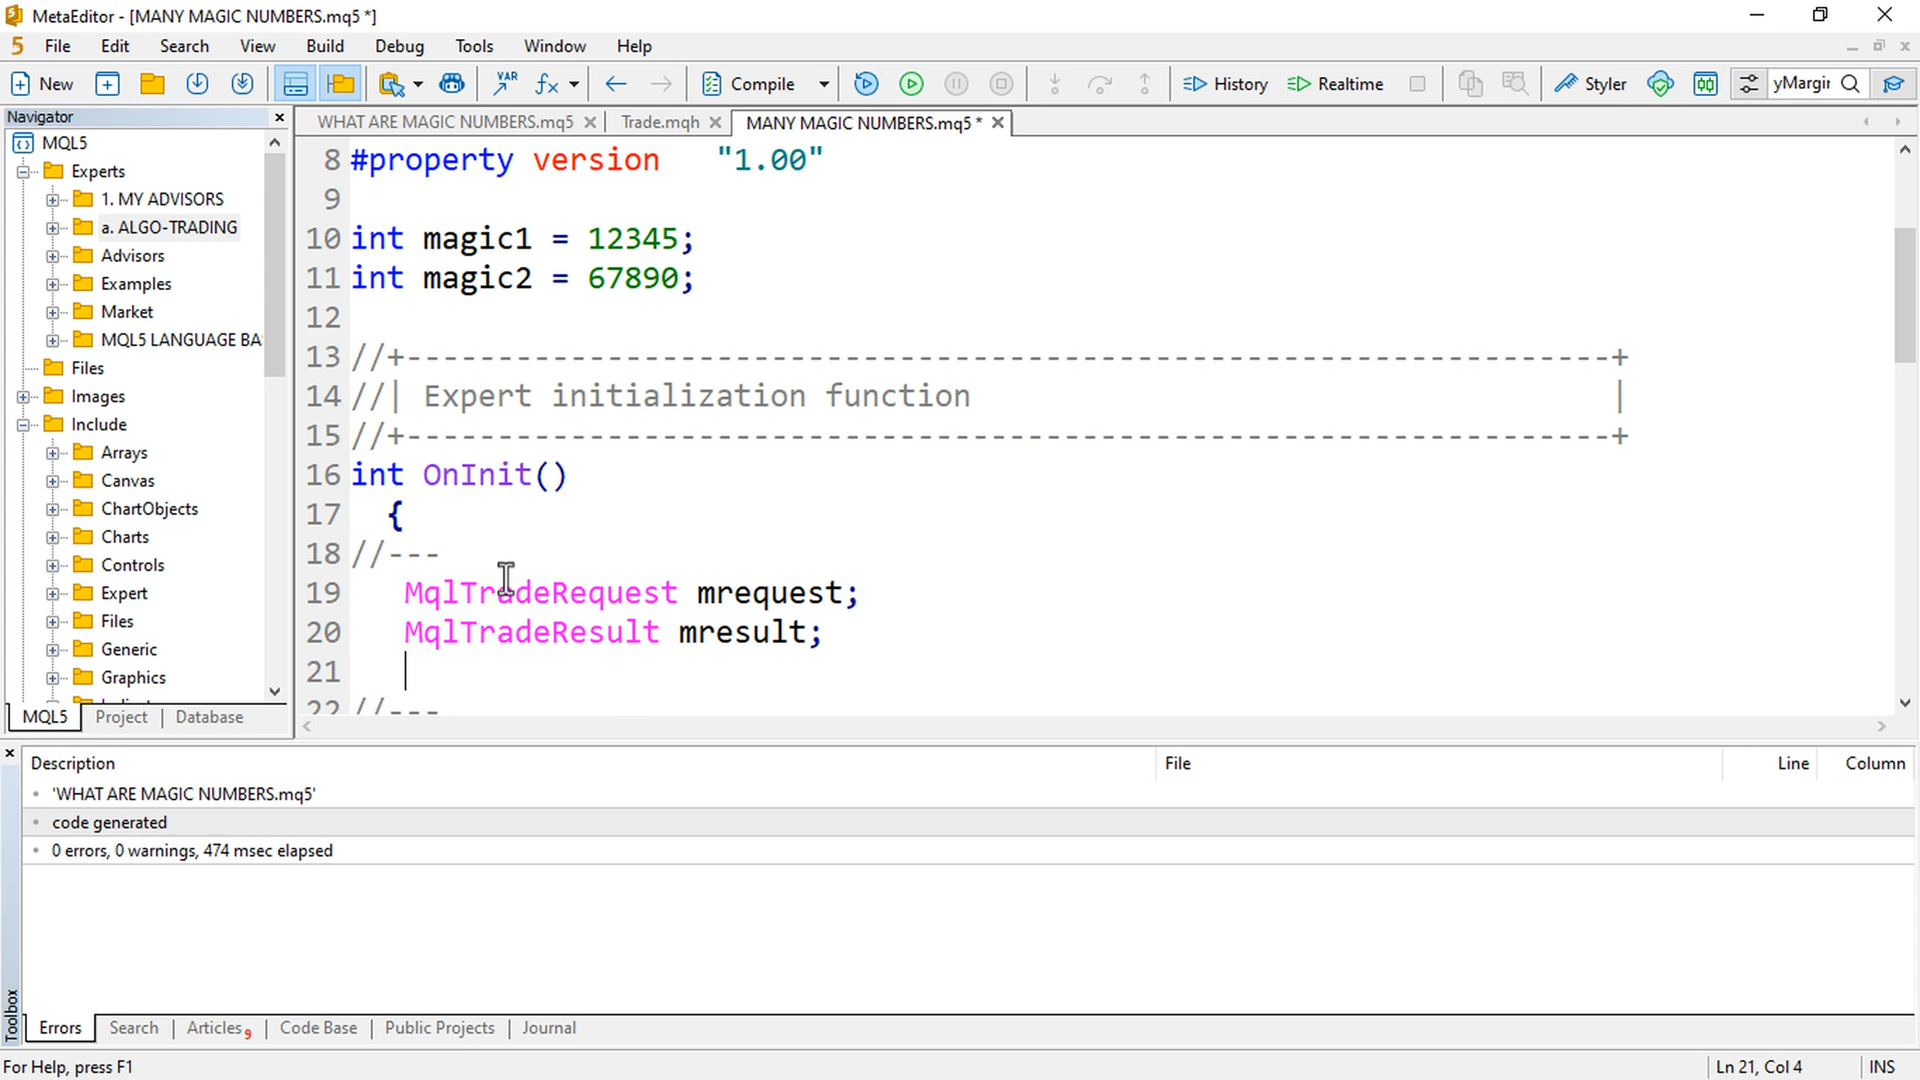 MetaEditor - [MANY MAGIC NUMBERS.mq5 *]
5 File Edit Search View Build Debug Tools Window Help
New VAR Compile History Realtime Styler yMargir
Navigator
WHAT ARE MAGIC NUMBERS.mq5 Trade.mqh MANY MAGIC NUMBERS.mq5 *
MQL5
Experts
1. MY ADVISORS
a. ALGO-TRADING
Advisors
Examples
Market
MQL5 LANGUAGE BA
Files
Images
Include
Arrays
Canvas
ChartObjects
Charts
Controls
Expert
Files
Generic
Graphics
MQL5 Project Database
8 #property version "1.00"
9
10 int magic1 = 12345;
11 int magic2 = 67890;
12
13 //+------------------------------------------------------------------+
14 //| Expert initialization function |
15 //+------------------------------------------------------------------+
16 int OnInit()
17 {
18 //---
19 MqlTradeRequest mrequest;
20 MqlTradeResult mresult;
21
22 //---
Description File Line Column
'WHAT ARE MAGIC NUMBERS.mq5'
code generated
0 errors, 0 warnings, 474 msec elapsed
Toolbox
Errors Search Articles 9 Code Base Public Projects Journal
For Help, press F1 Ln 21, Col 4 INS